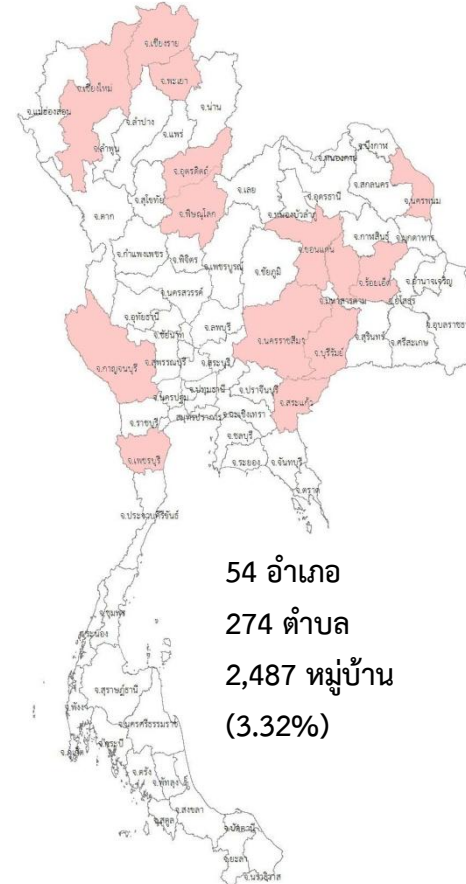 จ.เชียงราย
จ.พะเยา
จ.เชียงใหม่
จ.แม่ฮ่องสอน
จ.น่าน
จ.ลำปาง
จ.แพร่
จ.ลำพูน
จ.อุตรดิตถ์
จ.สุโขทัย
จ.พิษณุโลก
จ.ตาก
จ.กำแพงเพชร
จ.พิจิตร
จ.เพชรบูรณ์
จ.เลย
จ.อุดรธานี
จ.สกลนคร
จ.นครพนม
จ.หนองบัวลำภู
จ.ขอนแก่น
จ.กาฬสินธุ์
จ.มุกดาหาร
จ.ชัยภูมิ
จ.ร้อยเอ็ด
จ.อำนาจเจริญ
จ.มหาสารคาม
จ.ยโสธร
จ.อุบลราชธา
จ.นครสวรรค์
จ.อุทัยธานี
จ.ชัยนาท
จ.ลพบุรี
จ.นครราชสีมา
จ.บุรีรัมย์
จ.สุรินทร์
จ.ศรีสะเกษ
จ.กาญจนบุรี
จ.สุพรรณบุรี
จ.สระบุรี
จ.นครปฐม
จ.ปทุมธานี
จ.ปราจีนบุรี
จ.สระแก้ว
จ.ราชบุรี
จ.ฉะเชิงเทรา
จ.ชลบุรี
จ.ระยอง
จ.จันทบุรี
จ.ตราด
จ.เพชรบุรี
จ.ประจวบคีรีขันธ์
54 อำเภอ
274 ตำบล
2,487 หมู่บ้าน
(3.32%)
จ.ชุมพร
จ.ระนอง
จ.สุราษฎ์ธานี
จ.พังงา
จ.นครศรีธรรมราช
จ.กระบี่
จ.ภูเก็ต
จ.ตรัง
จ.พัทลุง
จ.สตูล
จ.สงขลา
จ.ปัตตานี
จ.ยะลา
จ.นราธิวาส